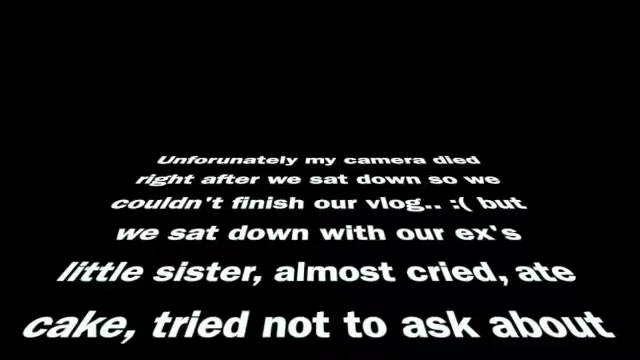 Unforunately my camera died
right after we sat down so we
couldn't finish our vlog.. :( but
we sat down with our ex's
little sister, almost cried, ate
cake, tried not to ask about